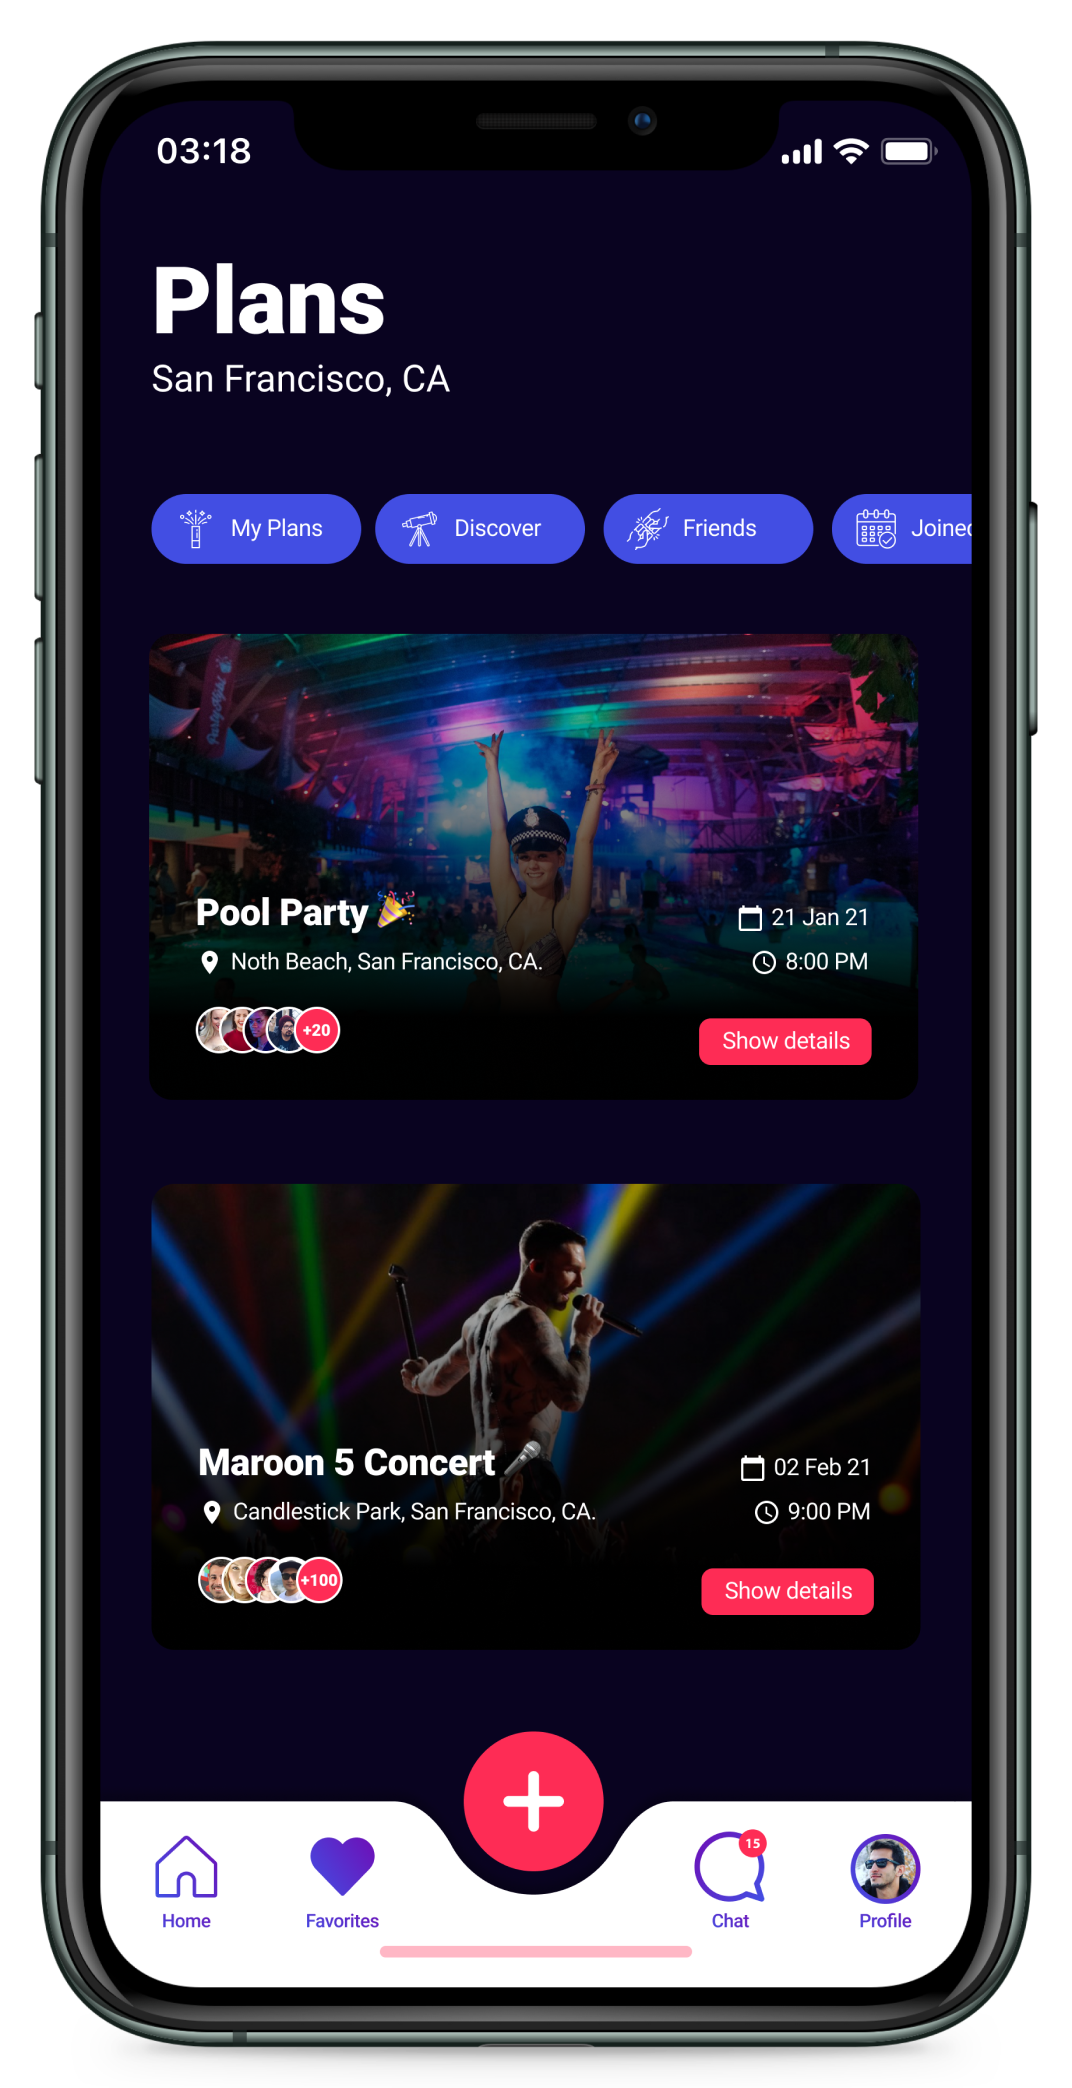 03:18
Plans
San Francisco, CA
My Plans
Discover
Friends
Joined
Pool Party 🎉
21 Jan 21
Noth Beach, San Francisco, CA.
8:00 PM
+20
Show details
Maroon 5 Concert 🎤
02 Feb 21
Candlestick Park, San Francisco, CA.
9:00 PM
+100
Show details
15
Home
Favorites
Chat
Profile